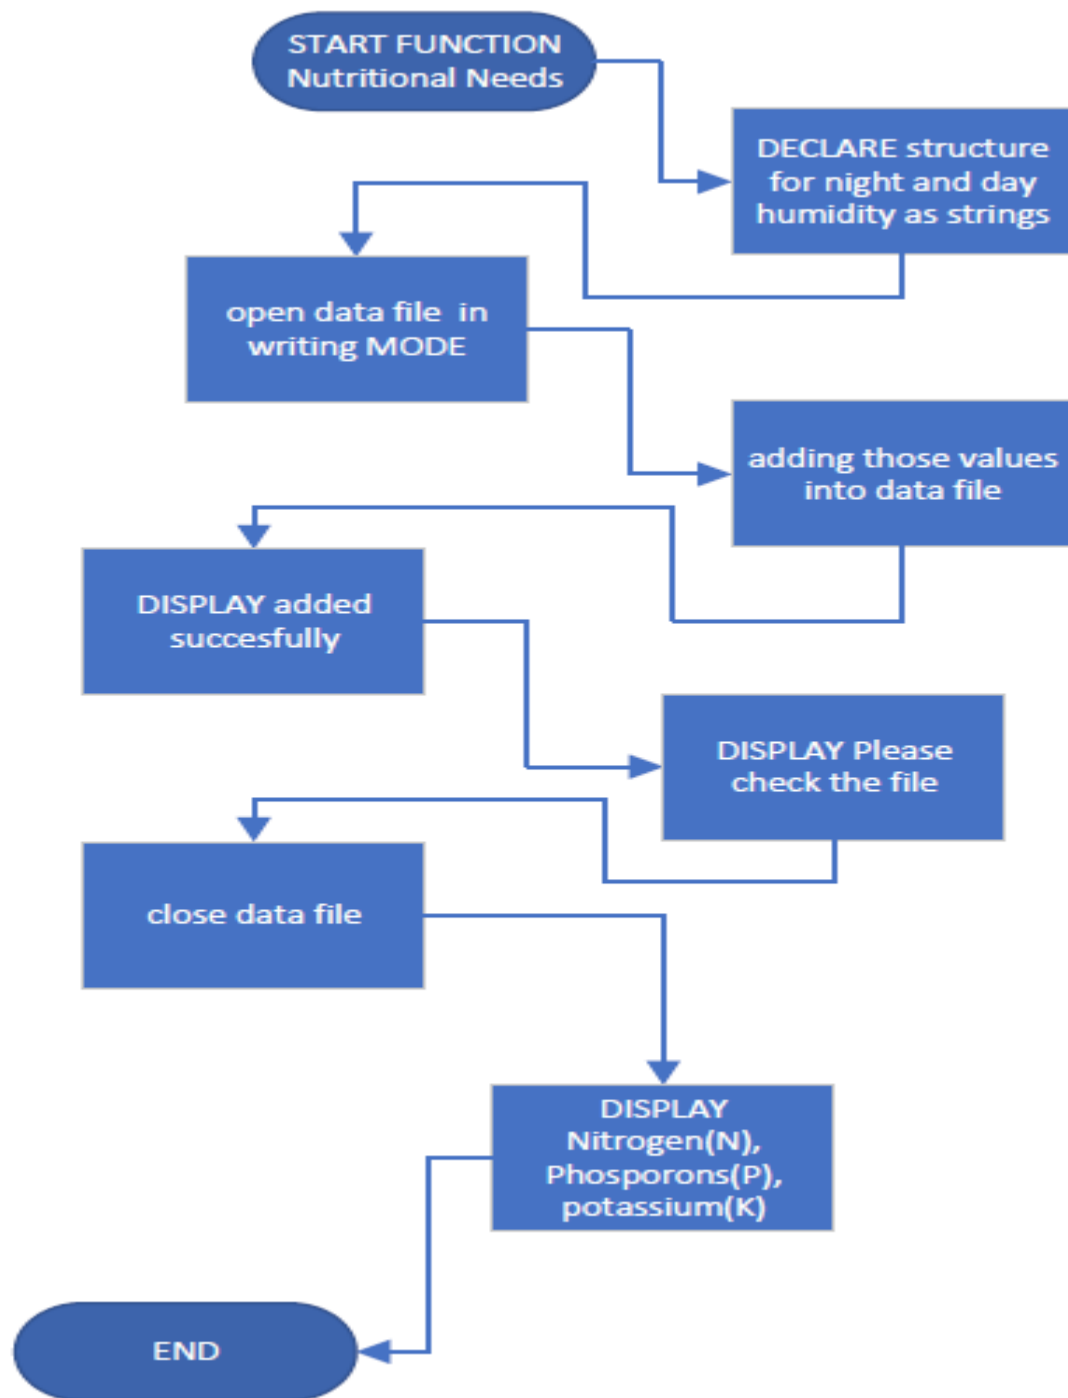 START FUNCTION
Nutritional Needs
DECLARE structure
for night and day
humidity as strings
open data file in
writing MODE
adding those values
into data file
DISPLAY added
succesfully
DISPLAY Please
check the file
close data file
DISPLAY
Nitrogen(N),
Phosporons(P),
potassium(K)
END